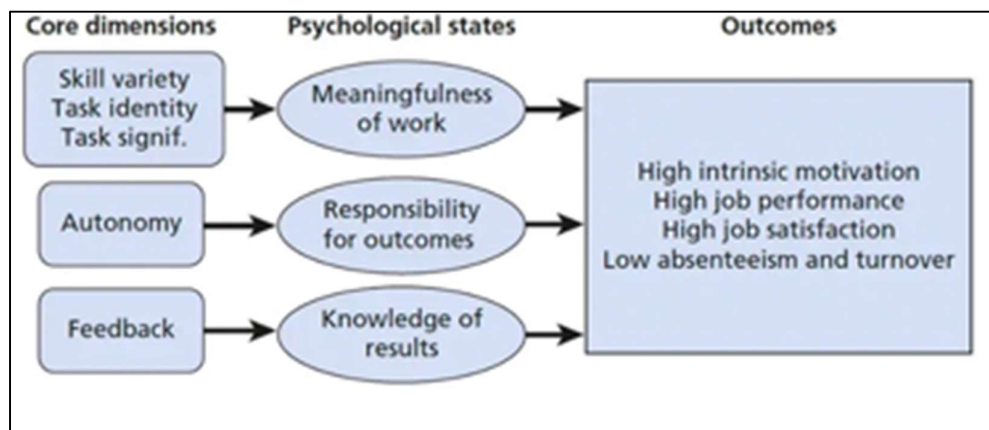 Core dimensions
Psychological states
Outcomes
Skill variety
Task identity
Task signif.
Meaningfulness
of work
Autonomy
Responsibility
for outcomes
Feedback
Knowledge of
results
High intrinsic motivation
High job performance
High job satisfaction
Low absenteeism and turnover